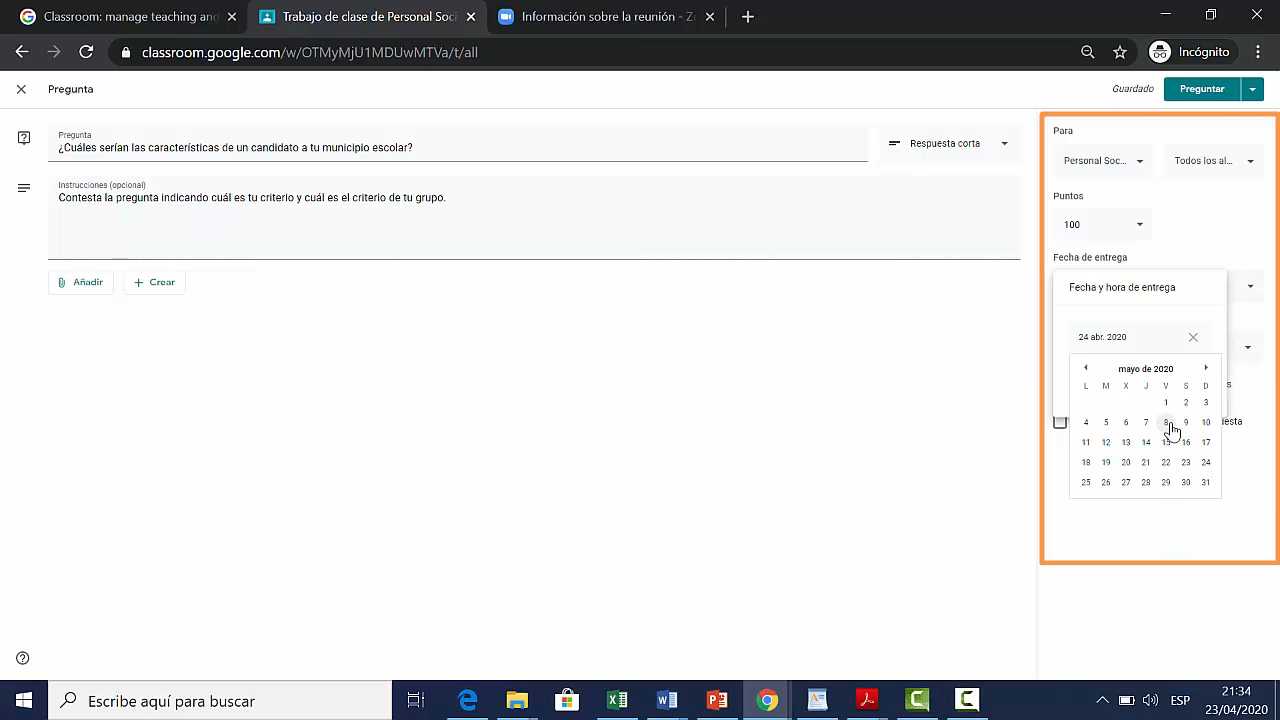 Classroom: manage teaching and
Trabajo de clase de Personal Soc
Información sobre la reunión - Zo
classroom.google.com/w/OTMyMjU1MDUwMTVa/t/all
Incógnito
Pregunta
Guardado
Preguntar
Pregunta
¿Cuáles serían las características de un candidato a tu municipio escolar?
Respuesta corta
Instrucciones (opcional)
Contesta la pregunta indicando cuál es tu criterio y cuál es el criterio de tu grupo.
Añadir
Crear
Para
Personal Soc...
Todos los al...
Puntos
100
Fecha de entrega
Fecha y hora de entrega
24 abr. 2020
mayo de 2020
L M X J V S D
1 2 3
4 5 6 7 8 9 10
11 12 13 14 15 16 17
18 19 20 21 22 23 24
25 26 27 28 29 30 31
s
esta
Escribe aquí para buscar
ESP
21:34
23/04/2020